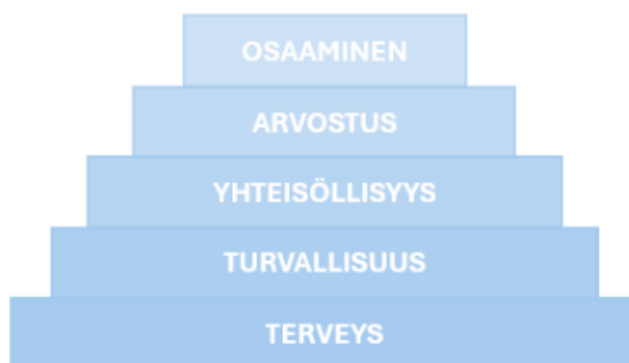 OSAAMINEN
ARVOSTUS
YHTEISÖLLISYYS
TURVALLISUUS
TERVEYS